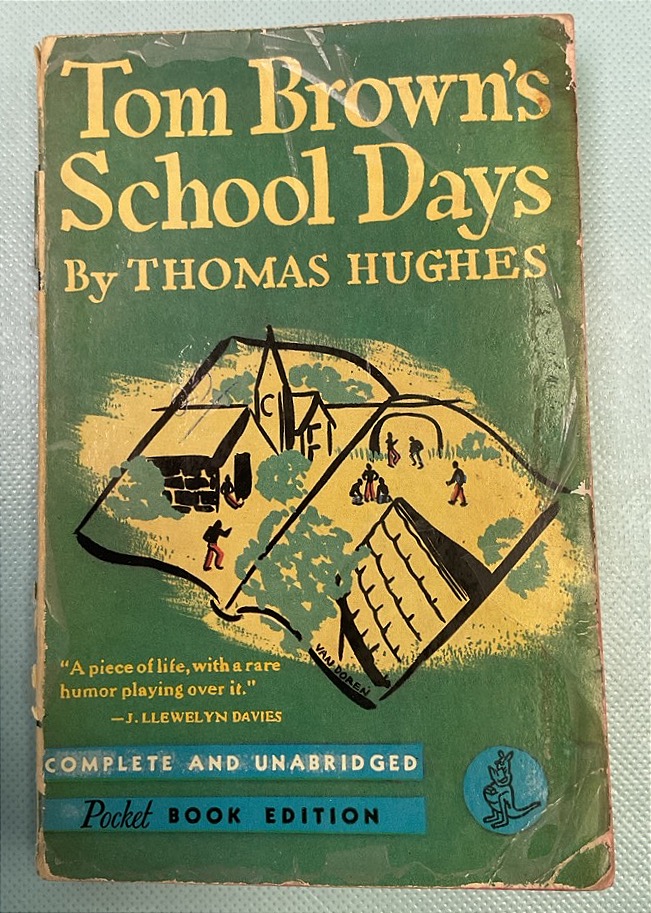 Tom Brown's
School Days
By THOMAS HUGHES
VAN DOREN
"A piece of life, with a rare
humor playing over it."
—J. LLEWELYN DAVIES
COMPLETE AND UNABRIDGED
Pocket BOOK EDITION